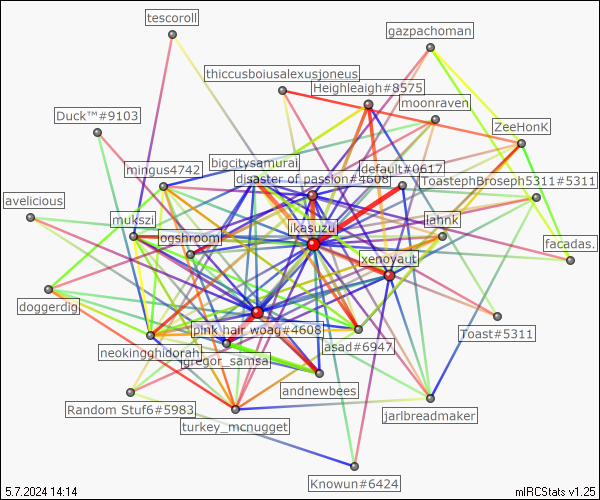 tescoroll
gazpachoman
thiccusboiusalexusjoneus
Heighleaigh#8575
moonraven
Duck™#9103
ZeeHonK
mingus4742
bigcitysamurai
default#0617
disaster of passion#4608
ToastephBroseph5311#5311
avelicious
mukszi
ikasuzu
lahnk
ogshroom
xenoyaut
facadas.
doggerdig
pink hair woag#4608
Toast#5311
neokingghidorah
asad#6947
gregor_samsa
andnewbees
Random Stuf6#5983
jarlbreadmaker
turkey_mcnugget
Knowun#6424
5.7.2024 14:14
mIRCStats v1.25